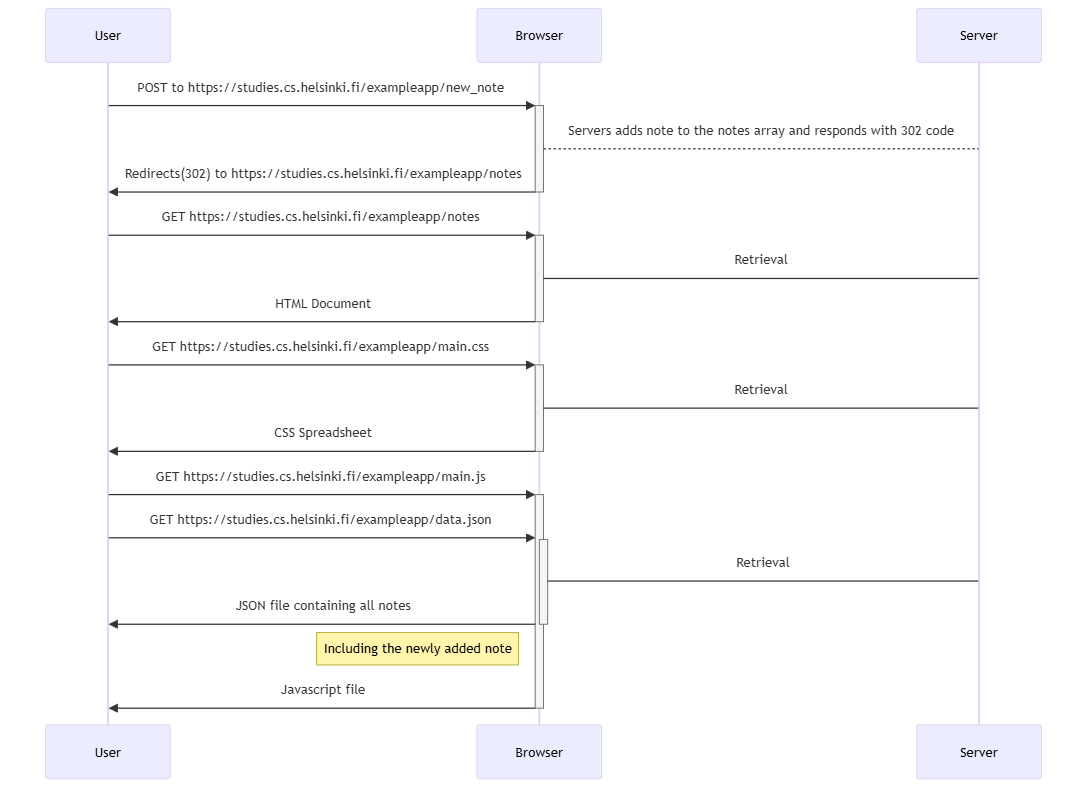 User
Browser
Server
POST to https://studies.cs.helsinki.fi/exampleapp/new_note
Servers adds note to the notes array and responds with 302 code
Redirects(302) to https://studies.cs.helsinki.fi/exampleapp/notes
GET https://studies.cs.helsinki.fi/exampleapp/notes
Retrieval
HTML Document
GET https://studies.cs.helsinki.fi/exampleapp/main.css
Retrieval
CSS Spreadsheet
GET https://studies.cs.helsinki.fi/exampleapp/main.js
GET https://studies.cs.helsinki.fi/exampleapp/data.json
Retrieval
JSON file containing all notes
Including the newly added note
Javascript file
User
Browser
Server